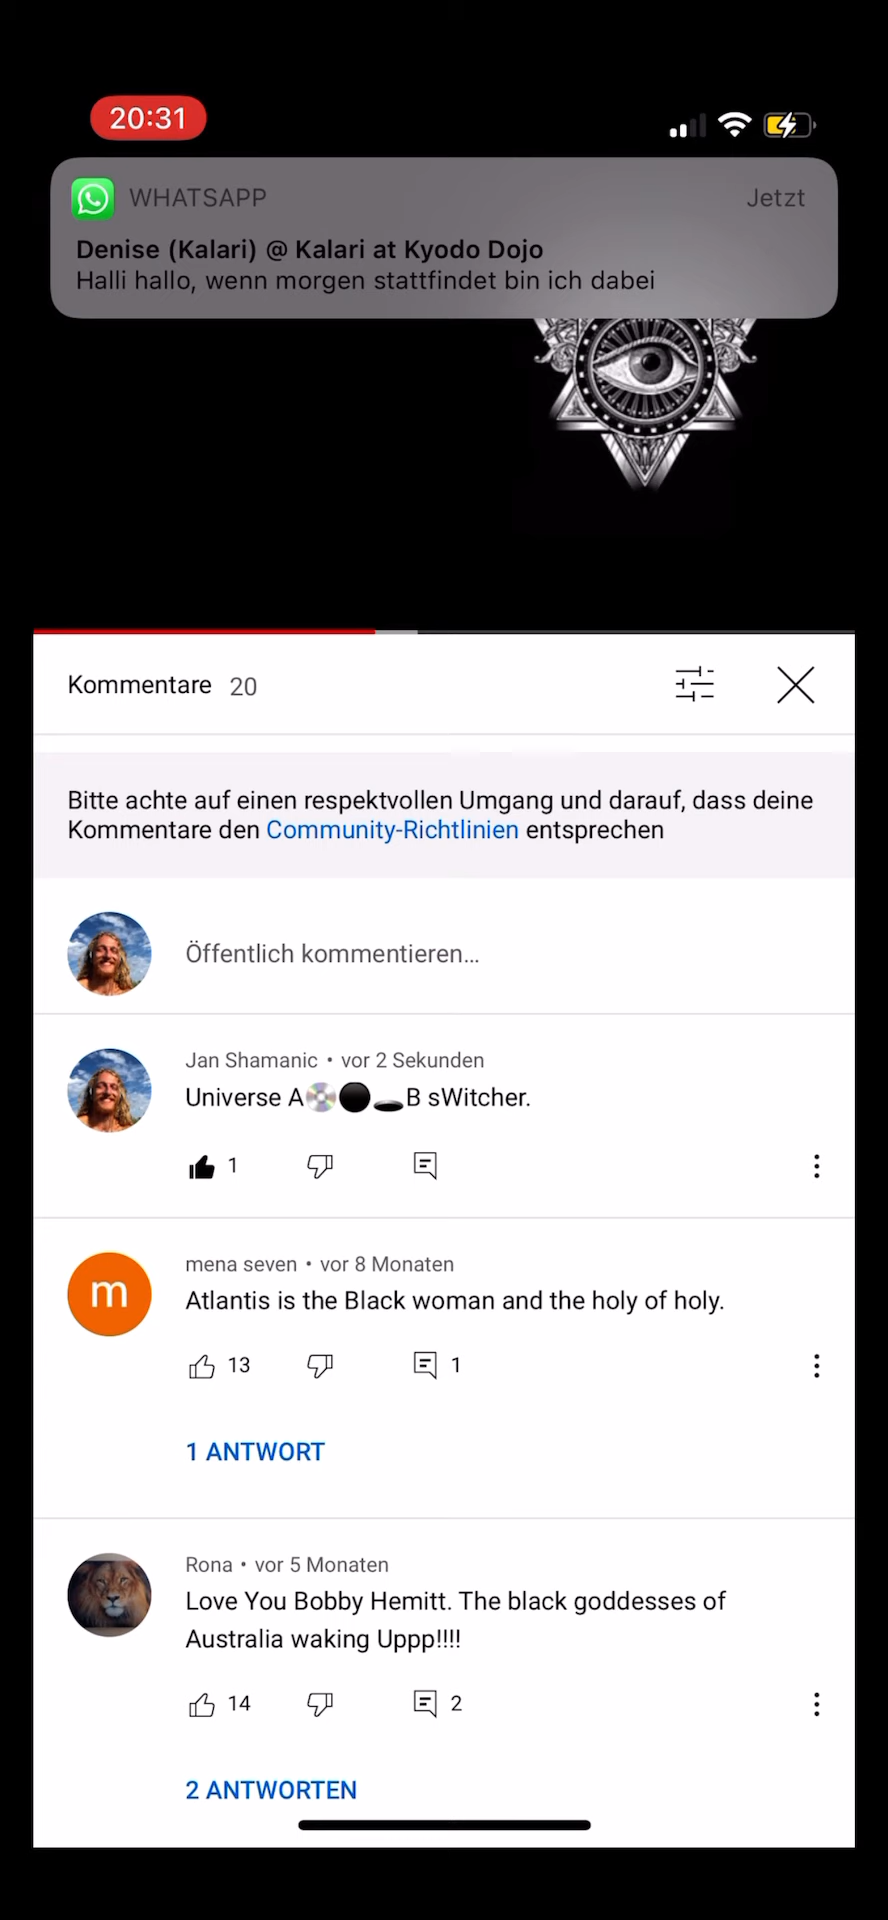 20:31
WHATSAPP
Jetzt
Denise (Kalari) @ Kalari at Kyodo Dojo
Halli hallo, wenn morgen stattfindet bin ich dabei
Kommentare 20
Bitte achte auf einen respektvollen Umgang und darauf, dass deine
Kommentare den Community-Richtlinien entsprechen
Öffentlich kommentieren...
Jan Shamanic • vor 2 Sekunden
Universe A💿⚫🕳️B sWitcher.
1
m
mena seven • vor 8 Monaten
Atlantis is the Black woman and the holy of holy.
13 1
1 ANTWORT
Rona • vor 5 Monaten
Love You Bobby Hemitt. The black goddesses of
Australia waking Uppp!!!!
14 2
2 ANTWORTEN